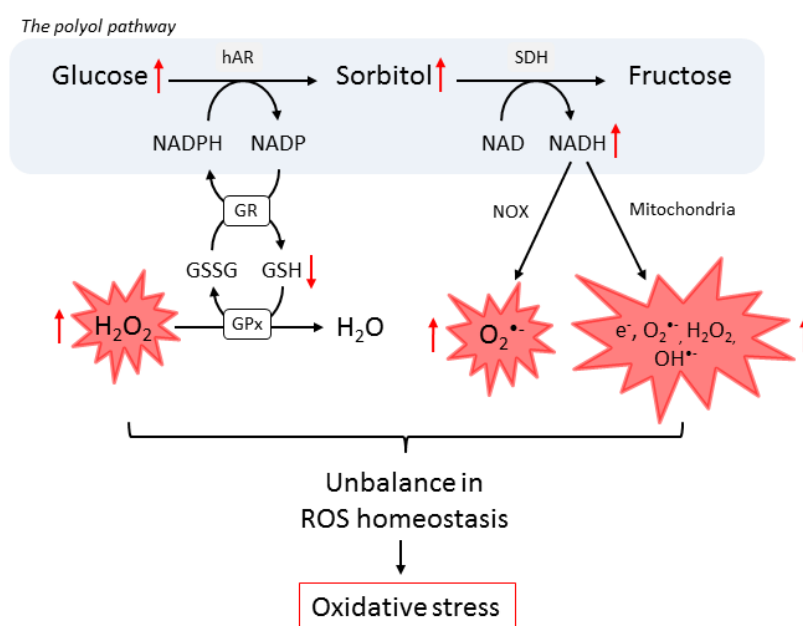 The polyol pathway
hAR
SDH
Glucose
Sorbitol
Fructose
NADPH
NADP
NAD
NADH
GR
NOX
Mitochondria
GSSG
GSH
H₂O₂
GPx
H₂O
O₂•-
e-, O₂•-, H₂O₂,
OH•-
Unbalance in
ROS homeostasis
Oxidative stress